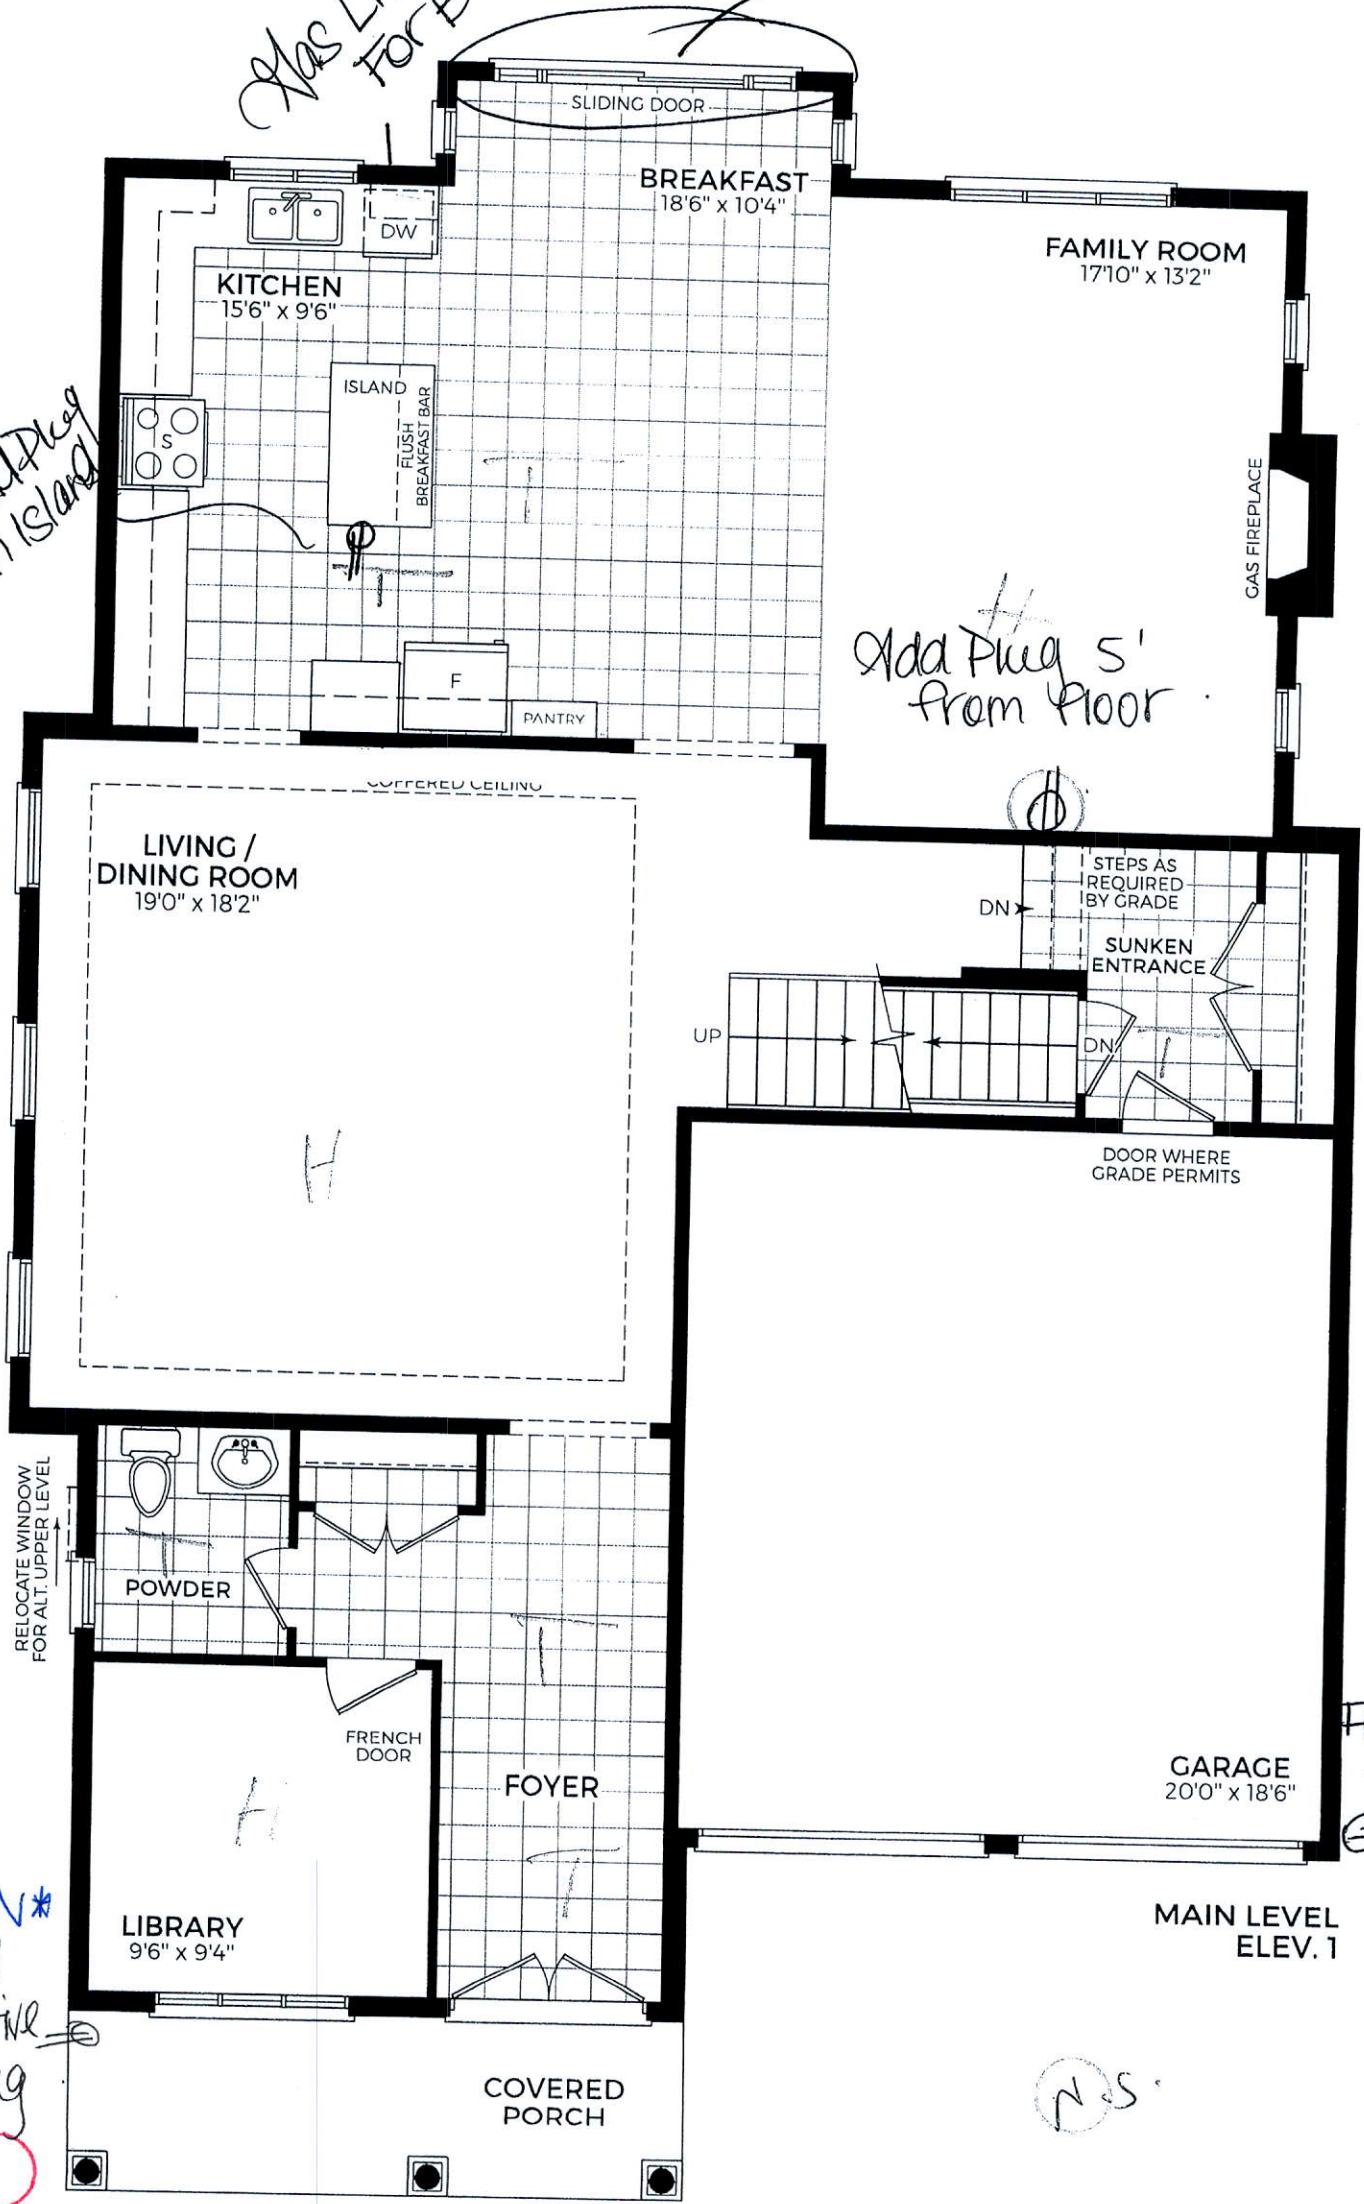 Gas
For
SLIDING DOOR
BREAKFAST
18'6" x 10'4"
DW
FAMILY ROOM
17'10" x 13'2"
KITCHEN
15'6" x 9'6"
ISLAND
FLUSH
BREAKFAST BAR
S
Island
T
T
GAS FIREPLACE
H
Add Plug 5'
from floor
F
PANTRY
COFFERED CEILING
LIVING /
DINING ROOM
19'0" x 18'2"
STEPS AS
REQUIRED
BY GRADE
DN
SUNKEN
ENTRANCE
UP
DN
T
H
DOOR WHERE
GRADE PERMITS
RELOCATE WINDOW
FOR ALT. UPPER LEVEL
T
POWDER
T
FRENCH
DOOR
H
FOYER
GARAGE
20'0" x 18'6"
T
LIBRARY
9'6" x 9'4"
MAIN LEVEL
ELEV. 1
COVERED
PORCH
N.S.